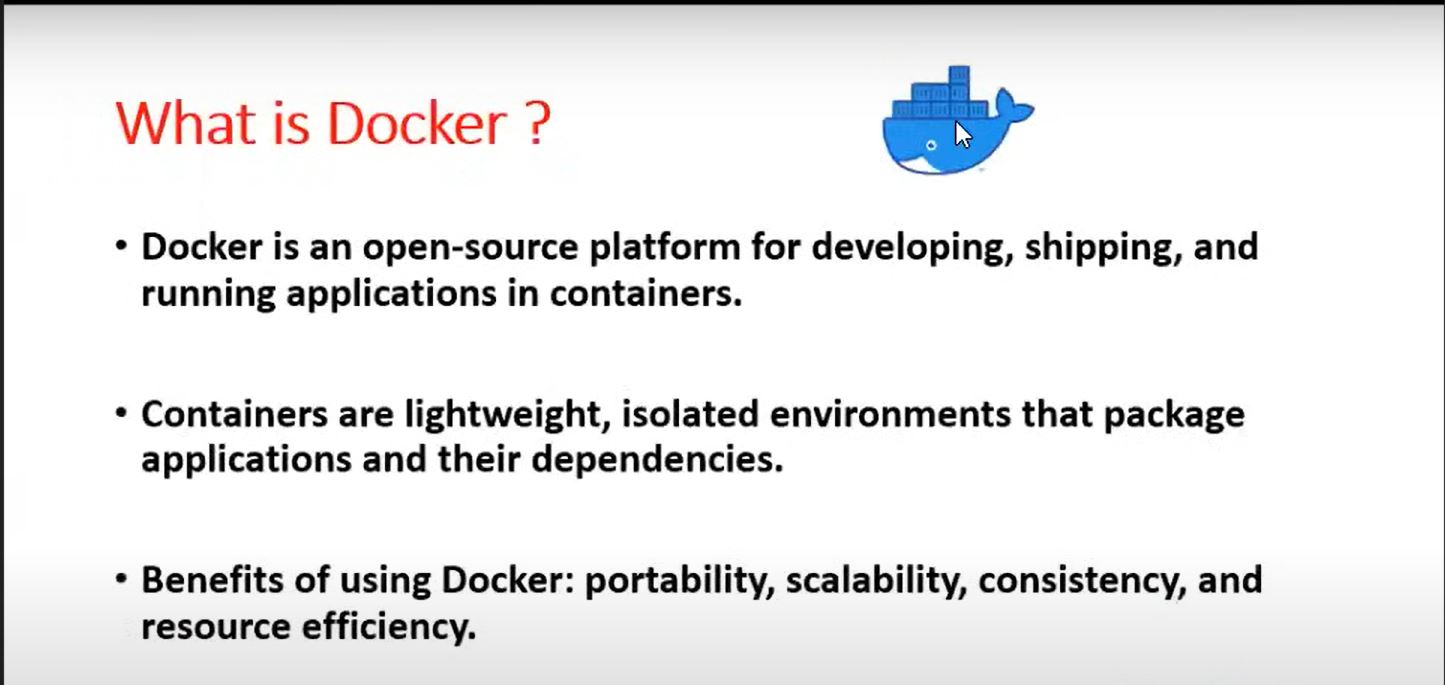 What is Docker ?
• Docker is an open-source platform for developing, shipping, and
running applications in containers.
• Containers are lightweight, isolated environments that package
applications and their dependencies.
• Benefits of using Docker: portability, scalability, consistency, and
resource efficiency.